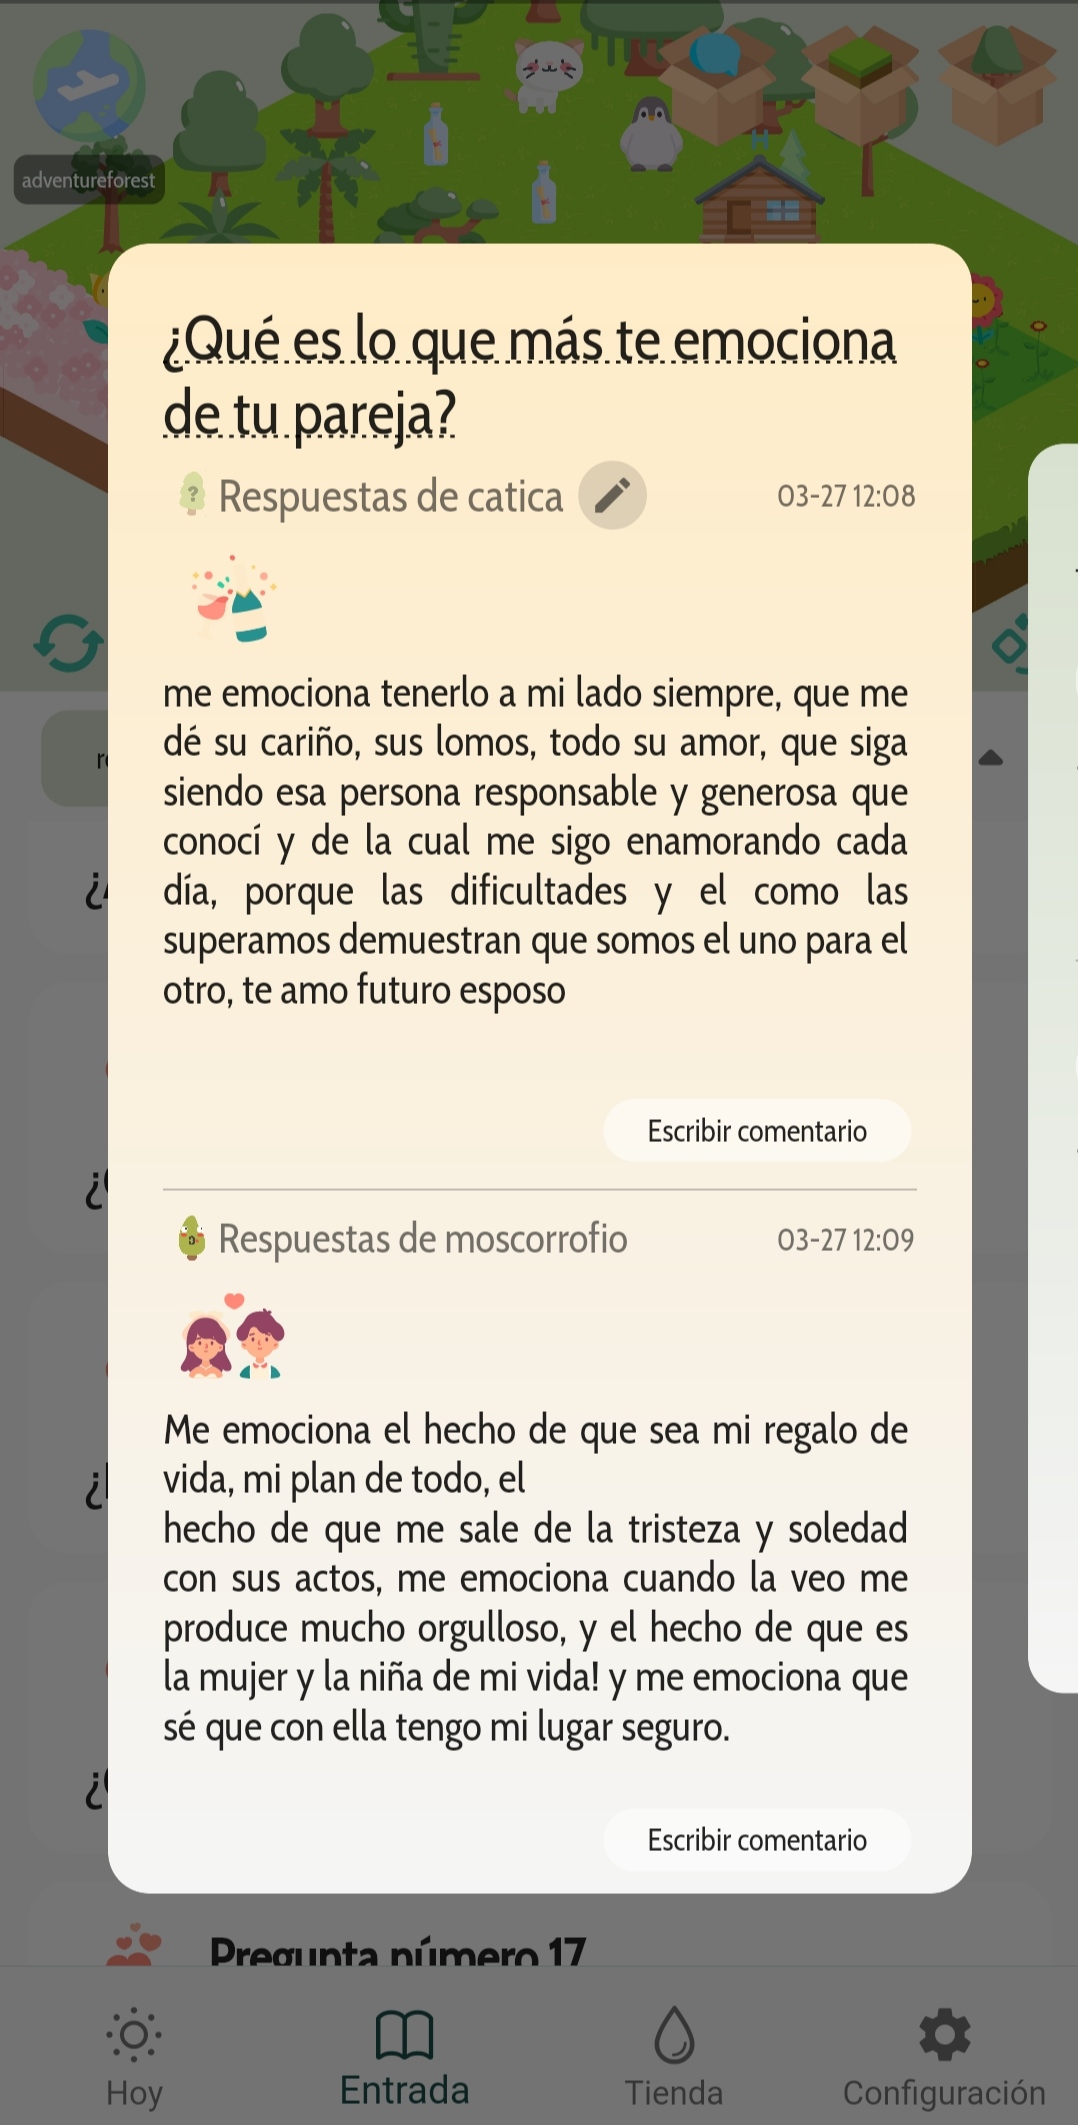 adventureforest
¿Qué es lo que más te emociona
de tu pareja?
Respuestas de catica
03-27 12:08
me emociona tenerlo a mi lado siempre, que me
dé su cariño, sus lomos, todo su amor, que siga
siendo esa persona responsable y generosa que
conocí y de la cual me sigo enamorando cada
día, porque las dificultades y el como las
superamos demuestran que somos el uno para el
otro, te amo futuro esposo
Escribir comentario
Respuestas de moscorrofio
03-27 12:09
Me emociona el hecho de que sea mi regalo de
vida, mi plan de todo, el
hecho de que me sale de la tristeza y soledad
con sus actos, me emociona cuando la veo me
produce mucho orgulloso, y el hecho de que es
la mujer y la niña de mi vida! y me emociona que
sé que con ella tengo mi lugar seguro.
Escribir comentario
Pregunta número 17
Hoy
Entrada
Tienda
Configuración